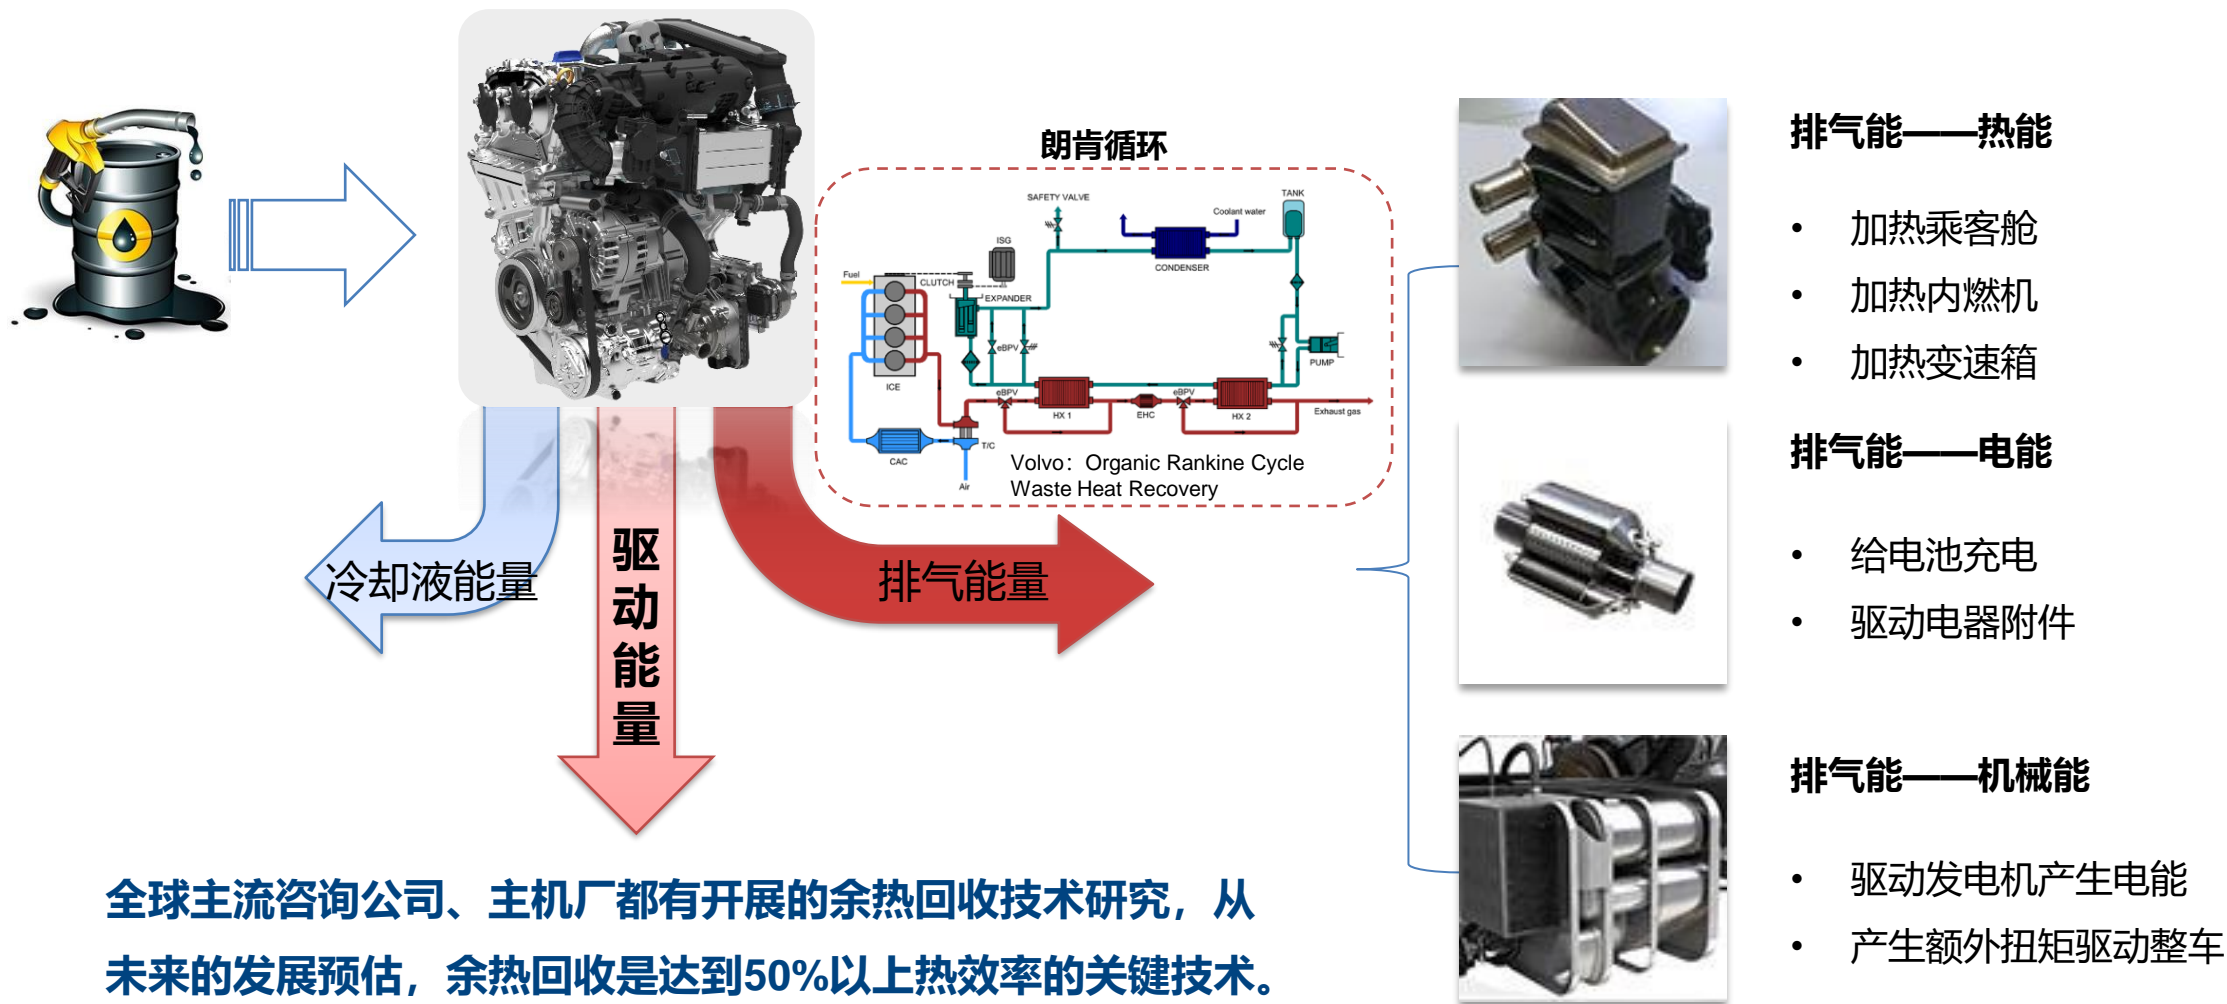 朗肯循环
SAFETY VALVE
TANK
Coolant water
ISG
CONDENSER
Fuel
CLUTCH
EXPANDER
eBPV
PUMP
ICE
eBPV
eBPV
HX 1
EHC
HX 2
Exhaust gas
T/C
CAC
Air
Volvo：Organic Rankine Cycle
Waste Heat Recovery
冷却液能量
驱动能量
排气能量
排气能——热能
• 加热乘客舱
• 加热内燃机
• 加热变速箱
排气能——电能
• 给电池充电
• 驱动电器附件
排气能——机械能
• 驱动发电机产生电能
• 产生额外扭矩驱动整车
全球主流咨询公司、主机厂都有开展的余热回收技术研究，从
未来的发展预估，余热回收是达到50%以上热效率的关键技术。